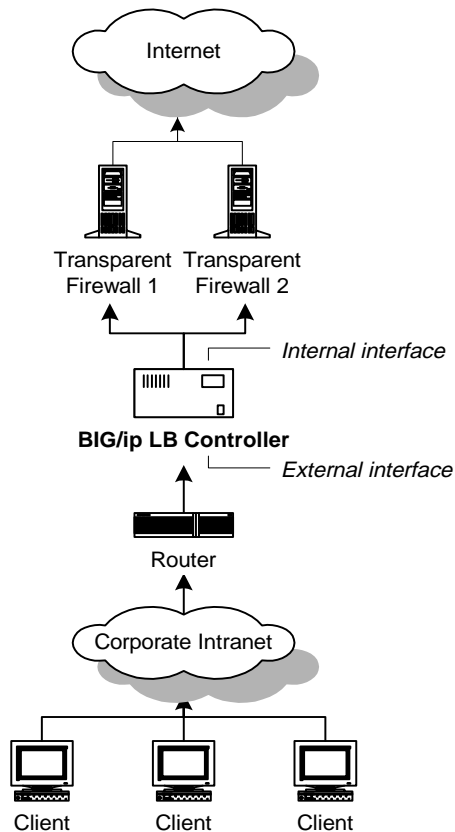 Internet
Transparent Firewall 1
Transparent Firewall 2
Internal interface
BIG/ip LB Controller
External interface
Router
Corporate Intranet
Client
Client
Client